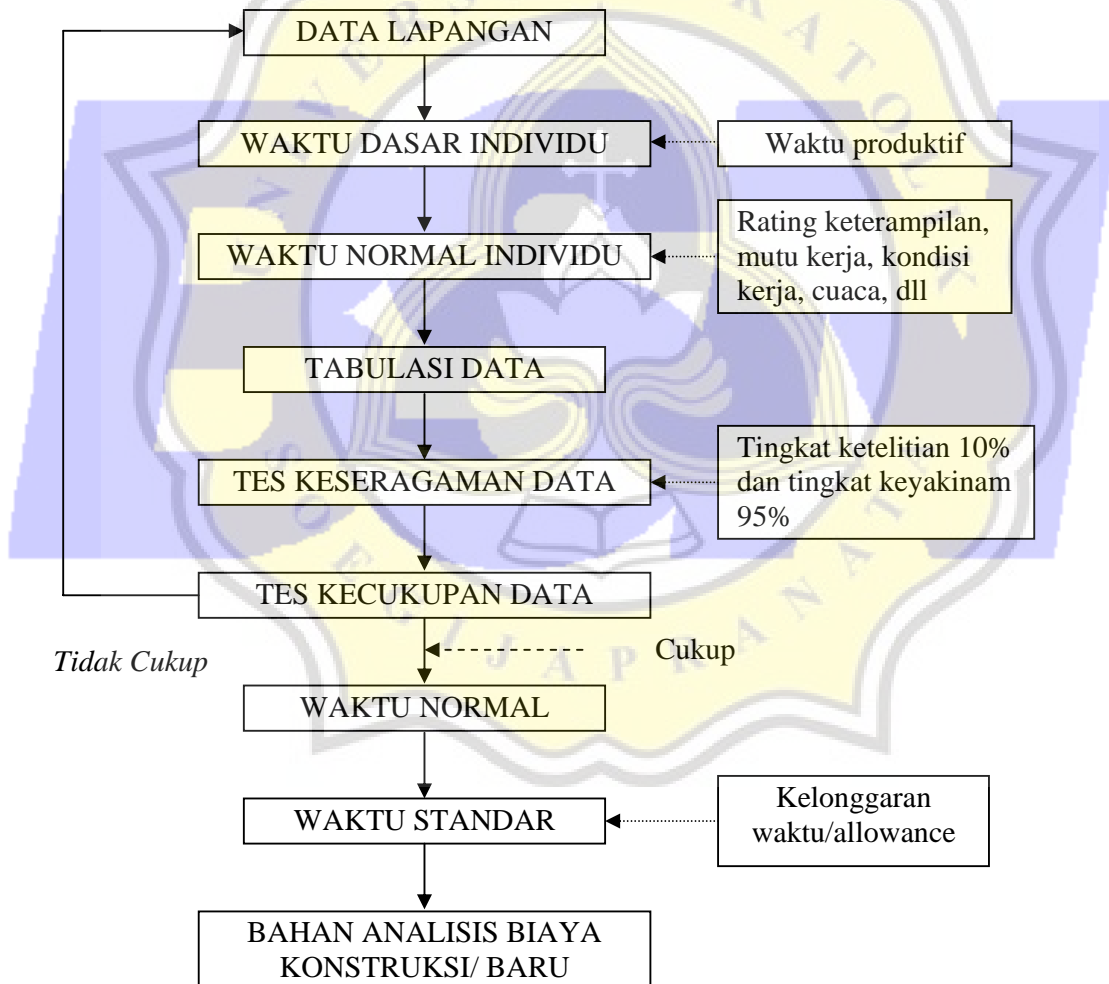 DATA LAPANGAN
WAKTU DASAR INDIVIDU
Waktu produktif
WAKTU NORMAL INDIVIDU
Rating keterampilan,
mutu kerja, kondisi
kerja, cuaca, dll
TABULASI DATA
TES KESERAGAMAN DATA
Tingkat ketelitian 10%
dan tingkat keyakinam
95%
TES KECUKUPAN DATA
Tidak Cukup
Cukup
WAKTU NORMAL
WAKTU STANDAR
Kelonggaran
waktu/allowance
BAHAN ANALISIS BIAYA
KONSTRUKSI/ BARU
SOEGIJAPRANATA